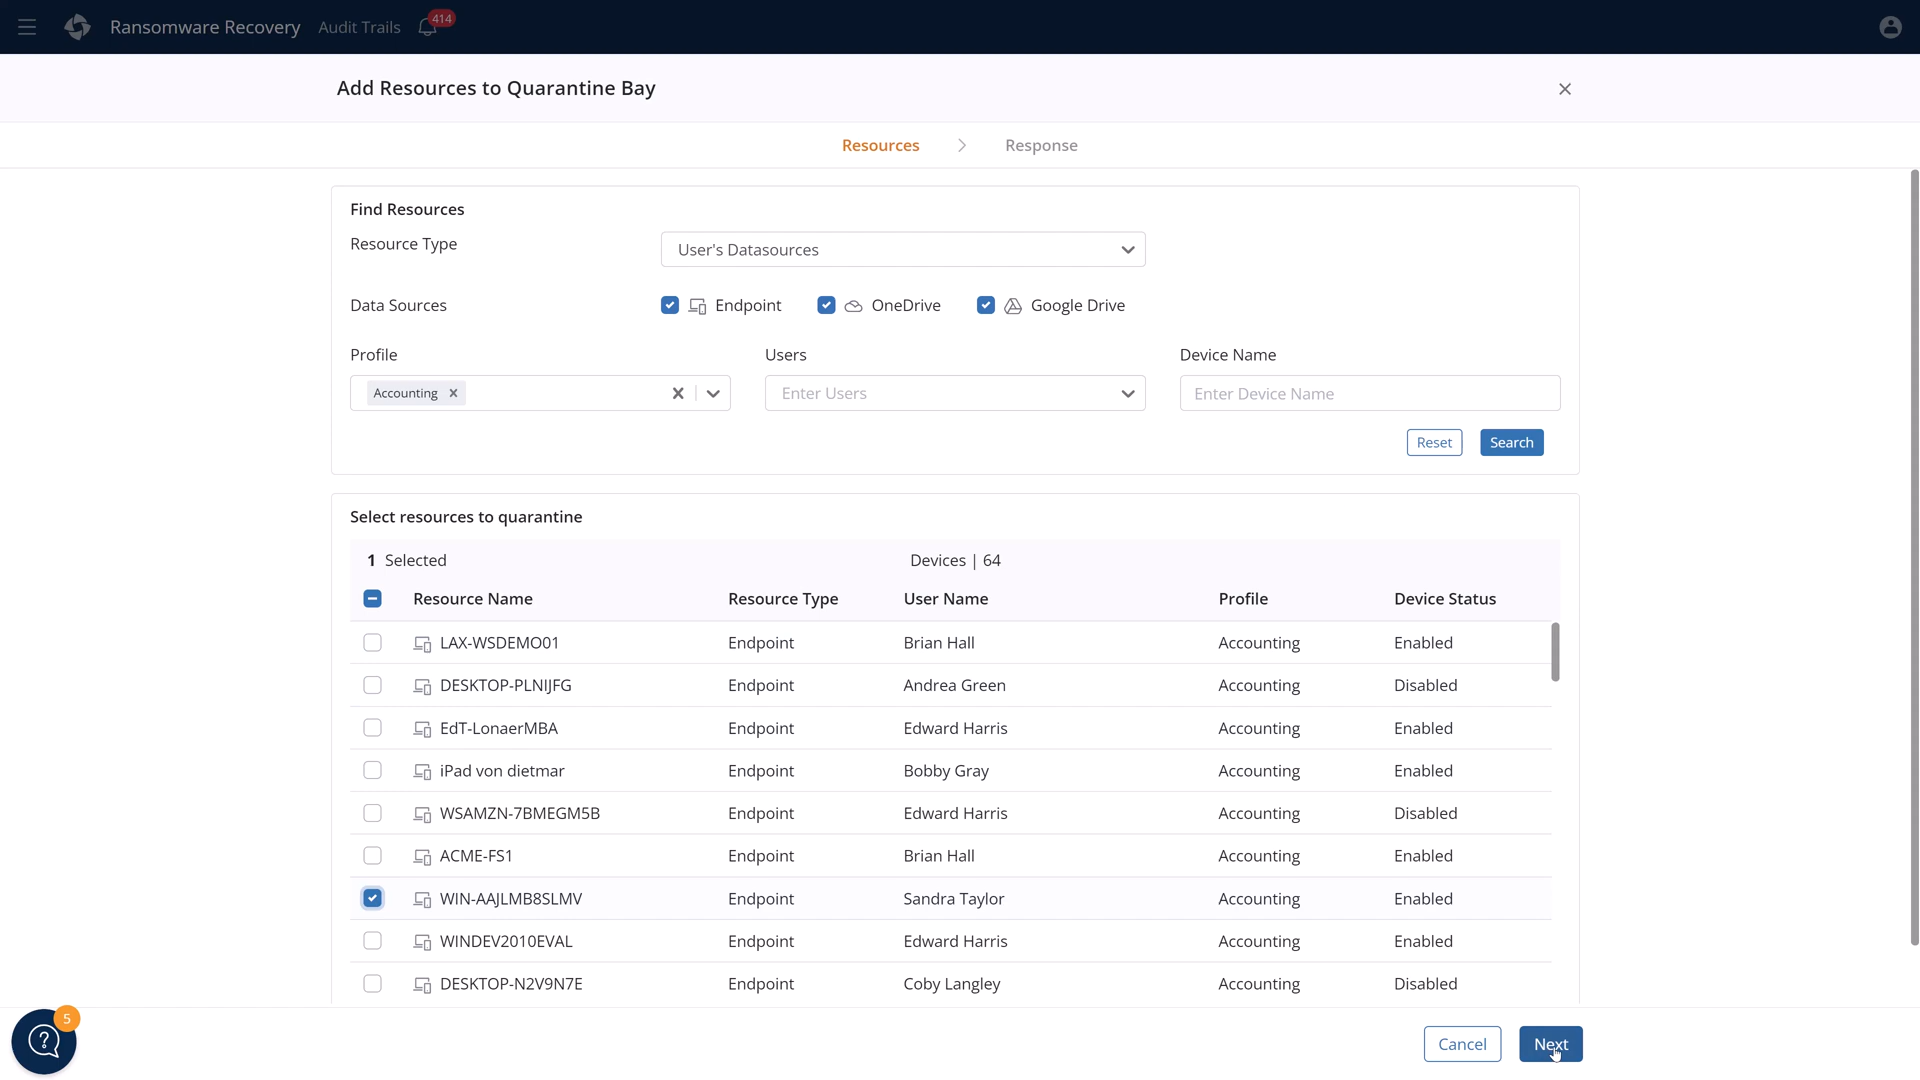 Ransomware Recovery Audit Trails 414
Add Resources to Quarantine Bay
Resources Response
Find Resources
Resource Type User's Datasources
Data Sources Endpoint OneDrive Google Drive
Profile Users Device Name
Accounting Enter Users Enter Device Name
Reset Search
Select resources to quarantine
1 Selected Devices | 64
Resource Name Resource Type User Name Profile Device Status
LAX-WSDEMO01 Endpoint Brian Hall Accounting Enabled
DESKTOP-PLNIJFG Endpoint Andrea Green Accounting Disabled
EdT-LonaerMBA Endpoint Edward Harris Accounting Enabled
iPad von dietmar Endpoint Bobby Gray Accounting Enabled
WSAMZN-7BMEGM5B Endpoint Edward Harris Accounting Disabled
ACME-FS1 Endpoint Brian Hall Accounting Enabled
WIN-AAJLMB8SLMV Endpoint Sandra Taylor Accounting Enabled
WINDEV2010EVAL Endpoint Edward Harris Accounting Enabled
DESKTOP-N2V9N7E Endpoint Coby Langley Accounting Disabled
5
Cancel Next